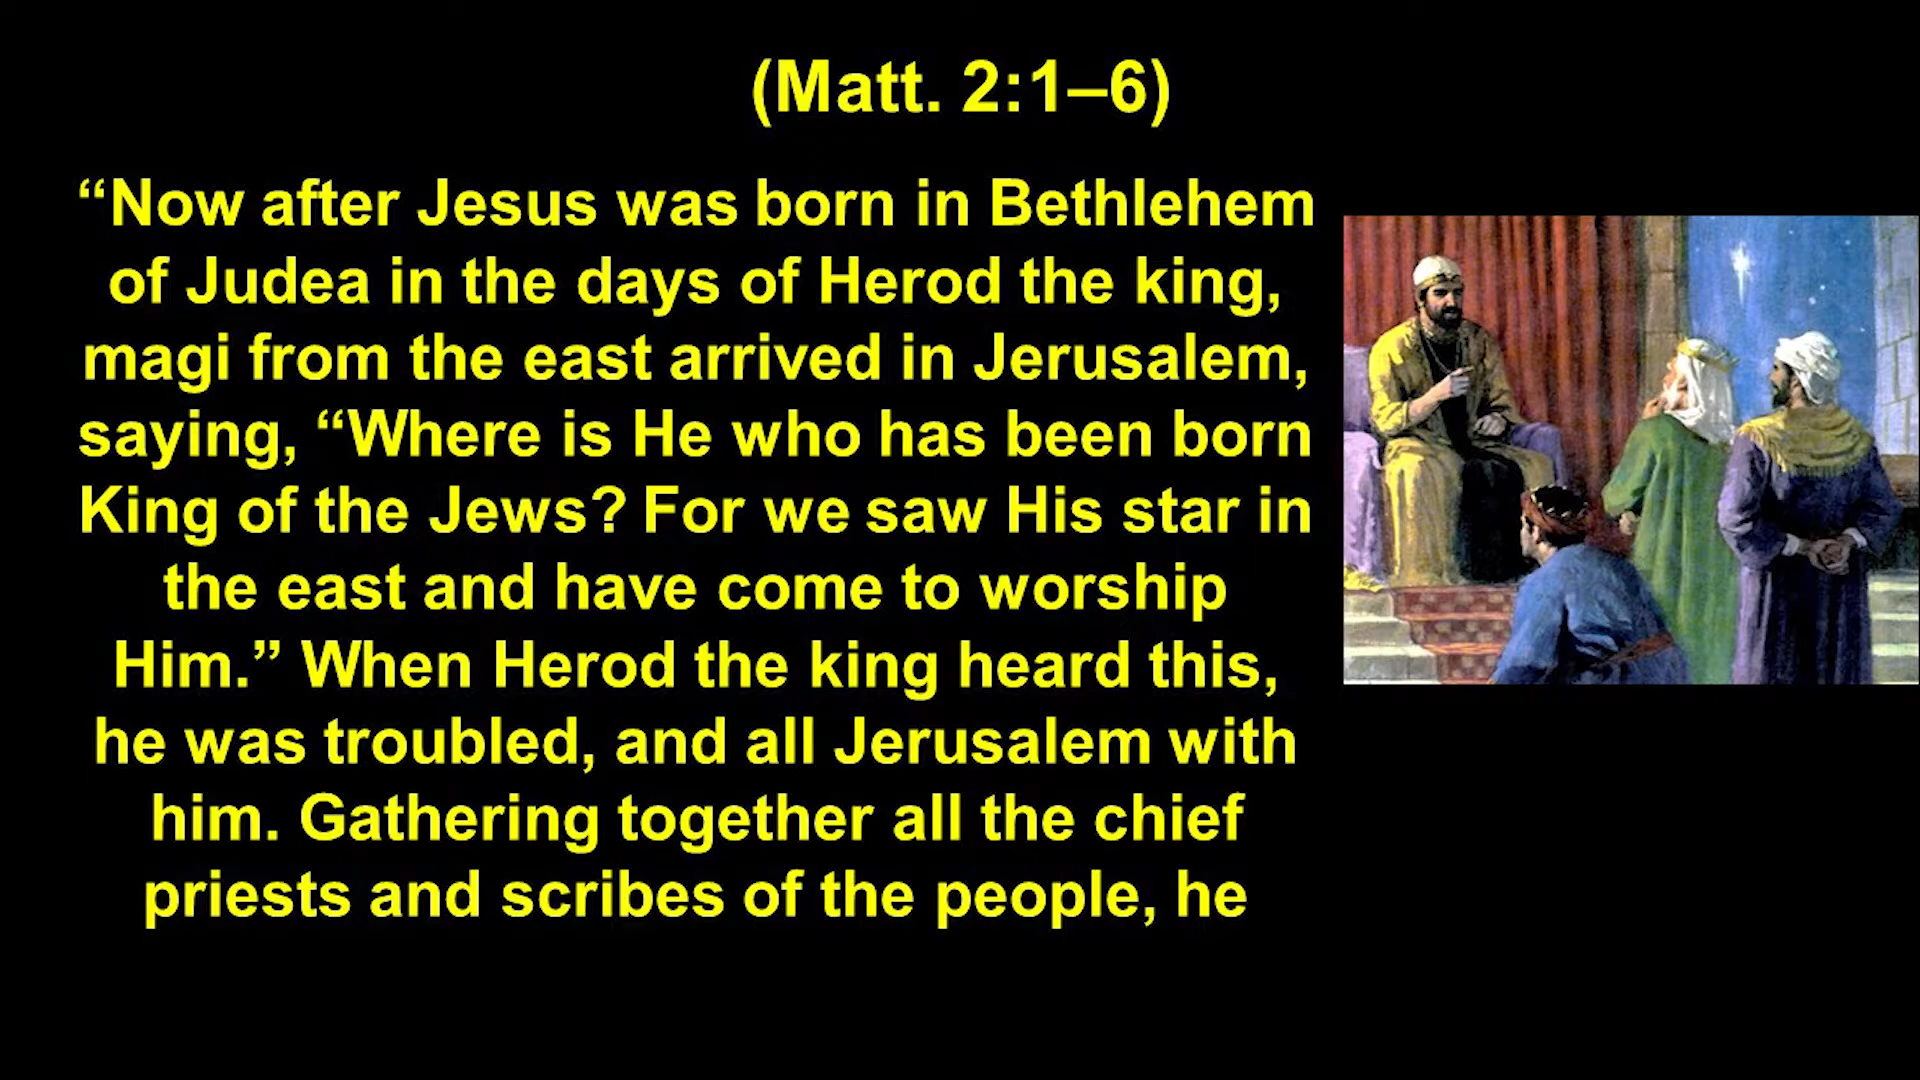 (Matt. 2:1–6)
“Now after Jesus was born in Bethlehem
of Judea in the days of Herod the king,
magi from the east arrived in Jerusalem,
saying, “Where is He who has been born
King of the Jews? For we saw His star in
the east and have come to worship
Him.” When Herod the king heard this,
he was troubled, and all Jerusalem with
him. Gathering together all the chief
priests and scribes of the people, he